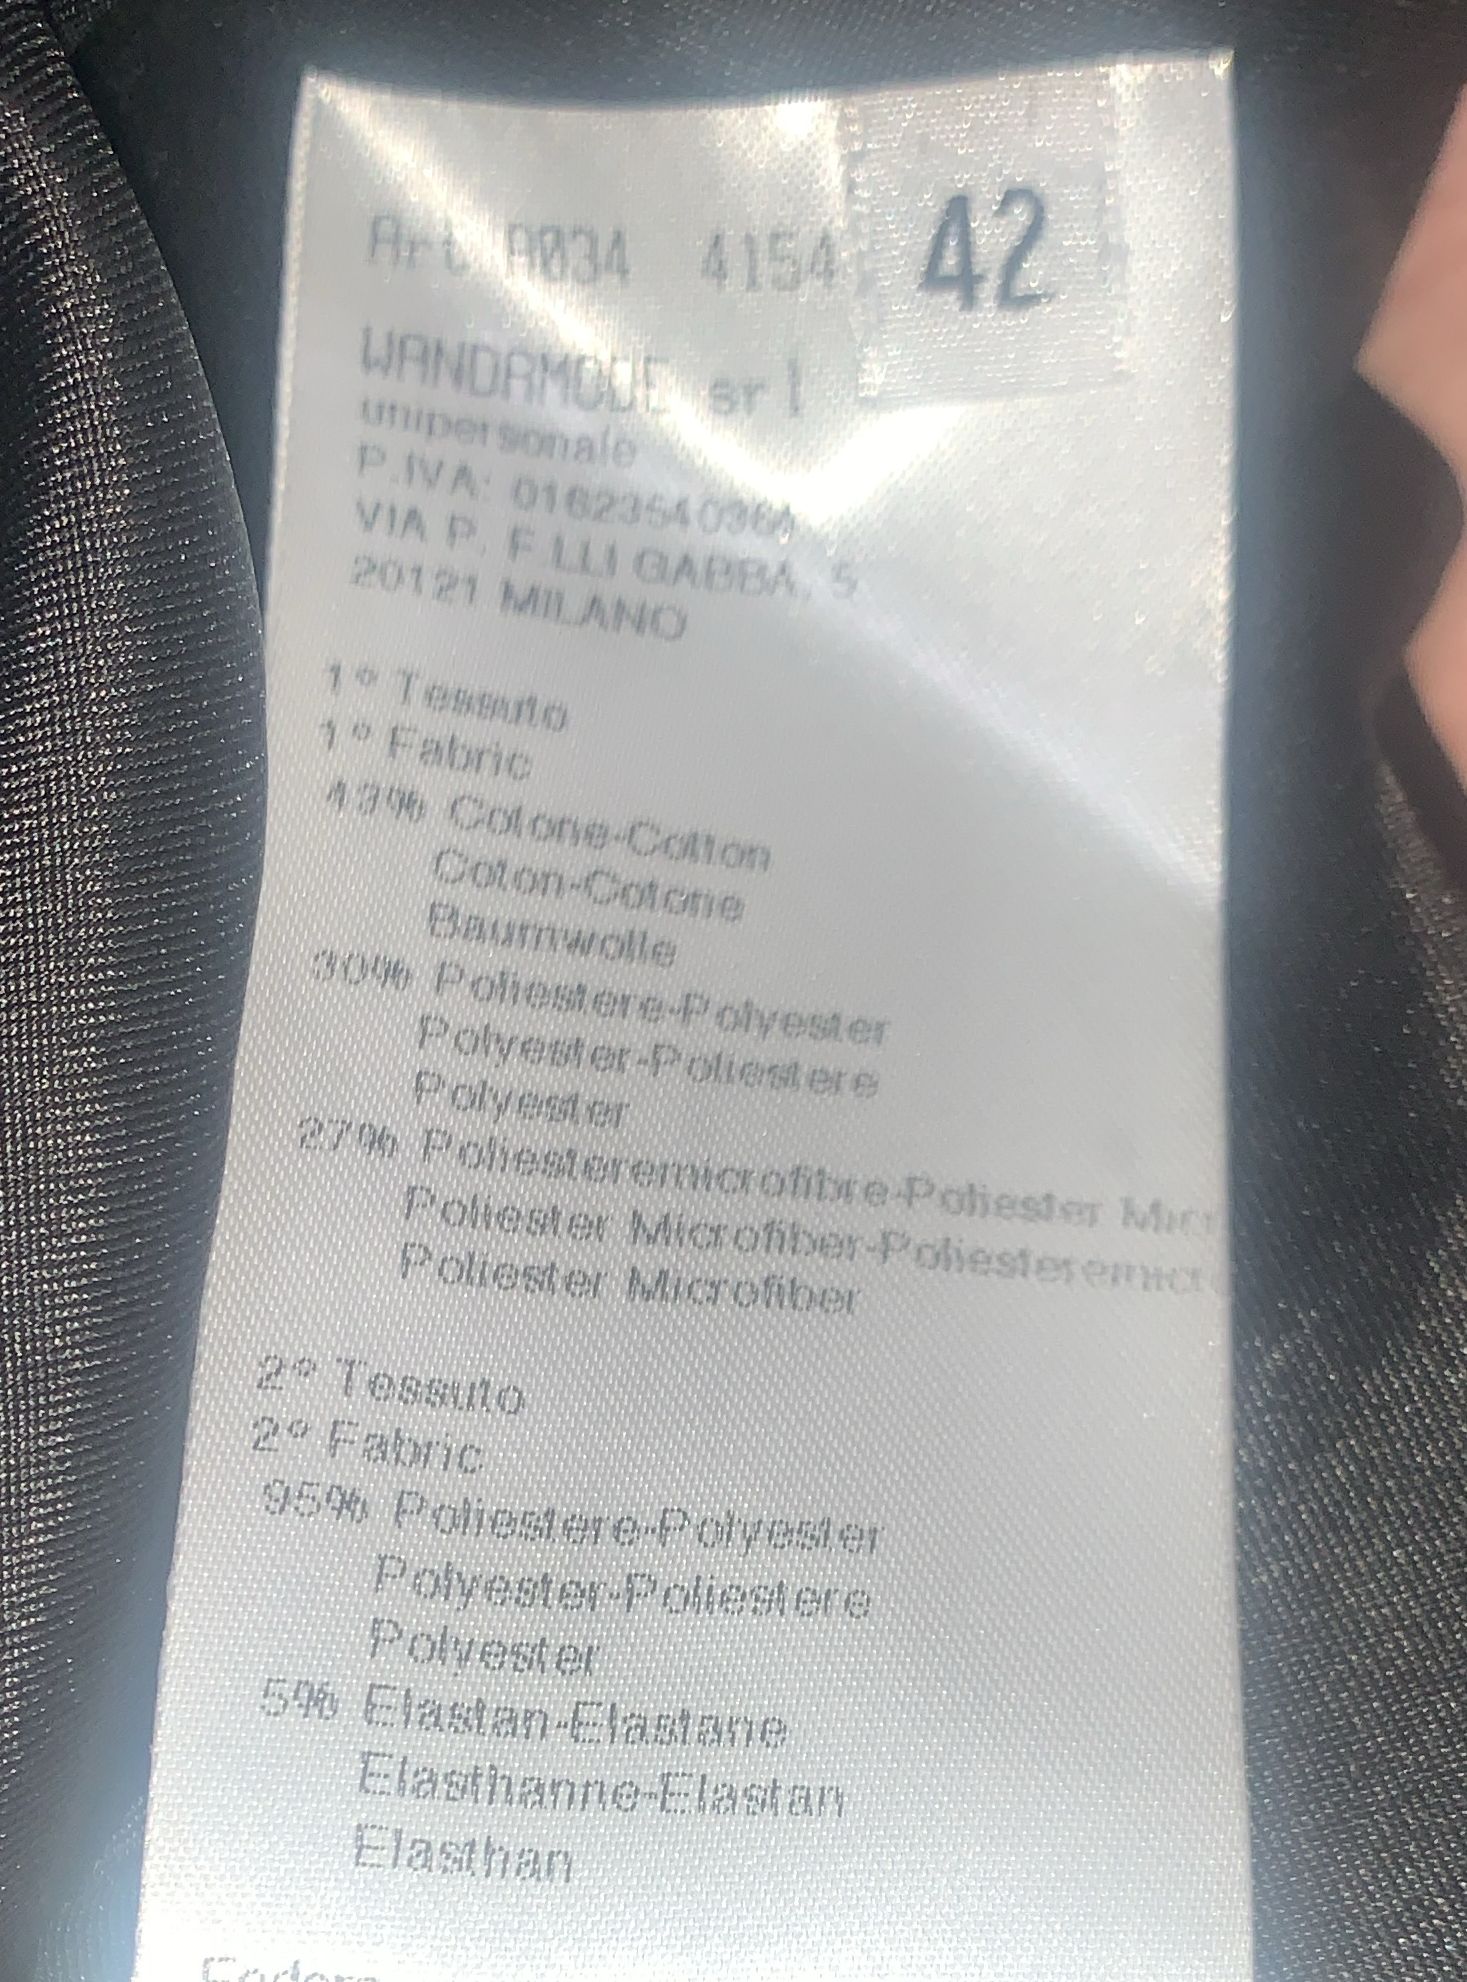 Art A034 4154
42
WANDAMODE srl
unipersonale
P.IVA:
VIA P. F.LLI GABBA, 5
20121 MILANO
1° Tessuto
1° Fabric
43% Cotone-Cotton
Coton-Cotone
Baumwolle
30% Poliestere-Polyester
Polyester-Poliestere
Polyester
27% Poliesteremicrofibre-Poliester
Poliester Microfiber-Poliesteremicr
Poliester Microfiber
2° Tessuto
2° Fabric
95% Poliestere-Polyester
Polyester-Poliestere
Polyester
5% Elastan-Elastane
Elasthanne-Elastan
Elasthan
Fodera